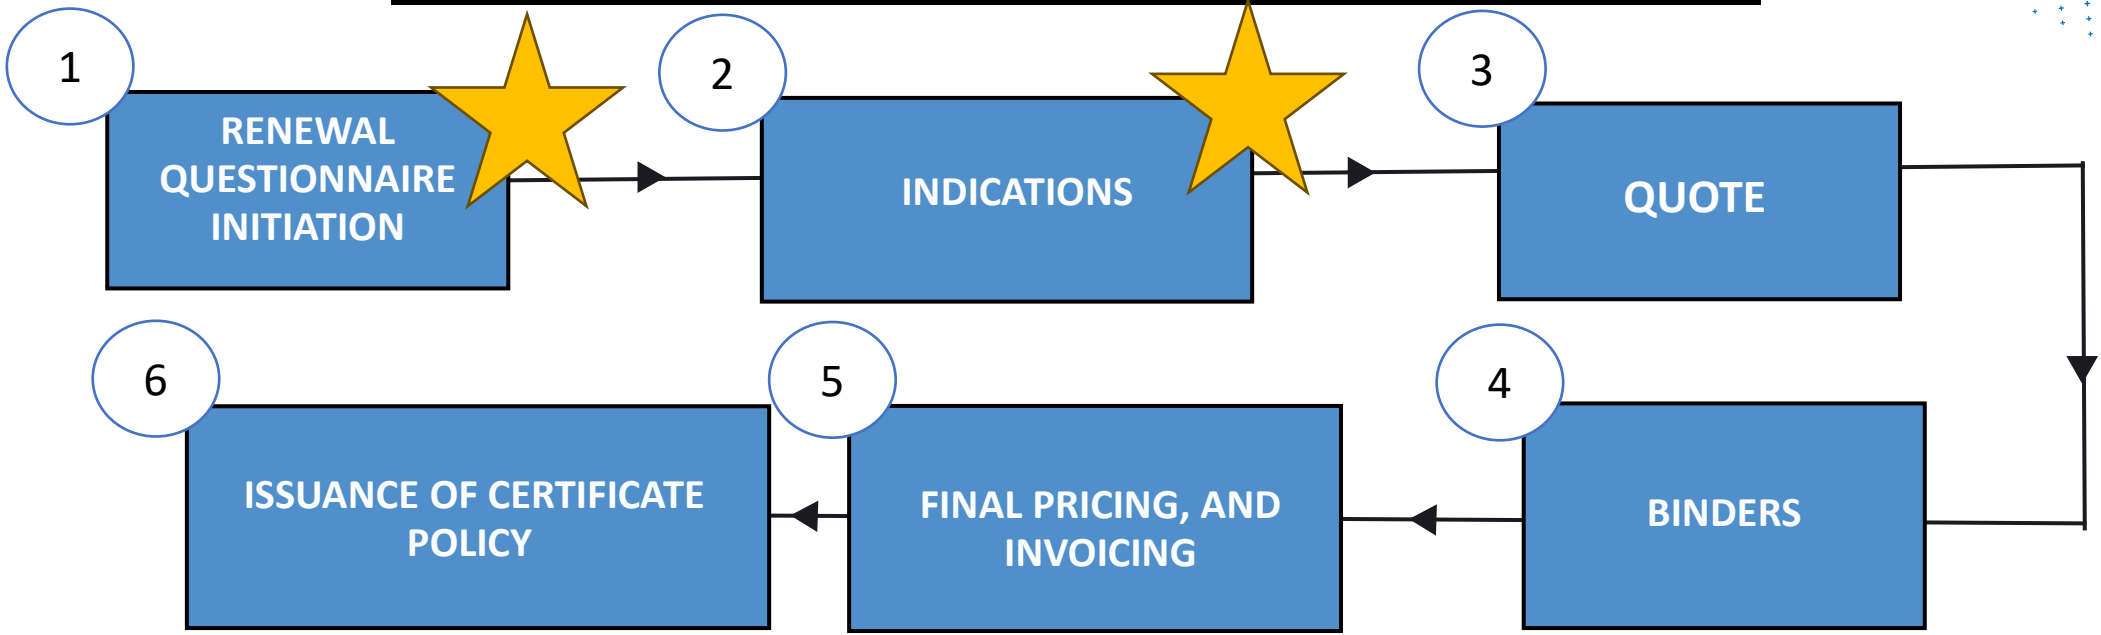 1
RENEWAL
QUESTIONNAIRE
INITIATION
2
INDICATIONS
3
QUOTE
4
BINDERS
5
FINAL PRICING, AND
INVOICING
6
ISSUANCE OF CERTIFICATE
POLICY